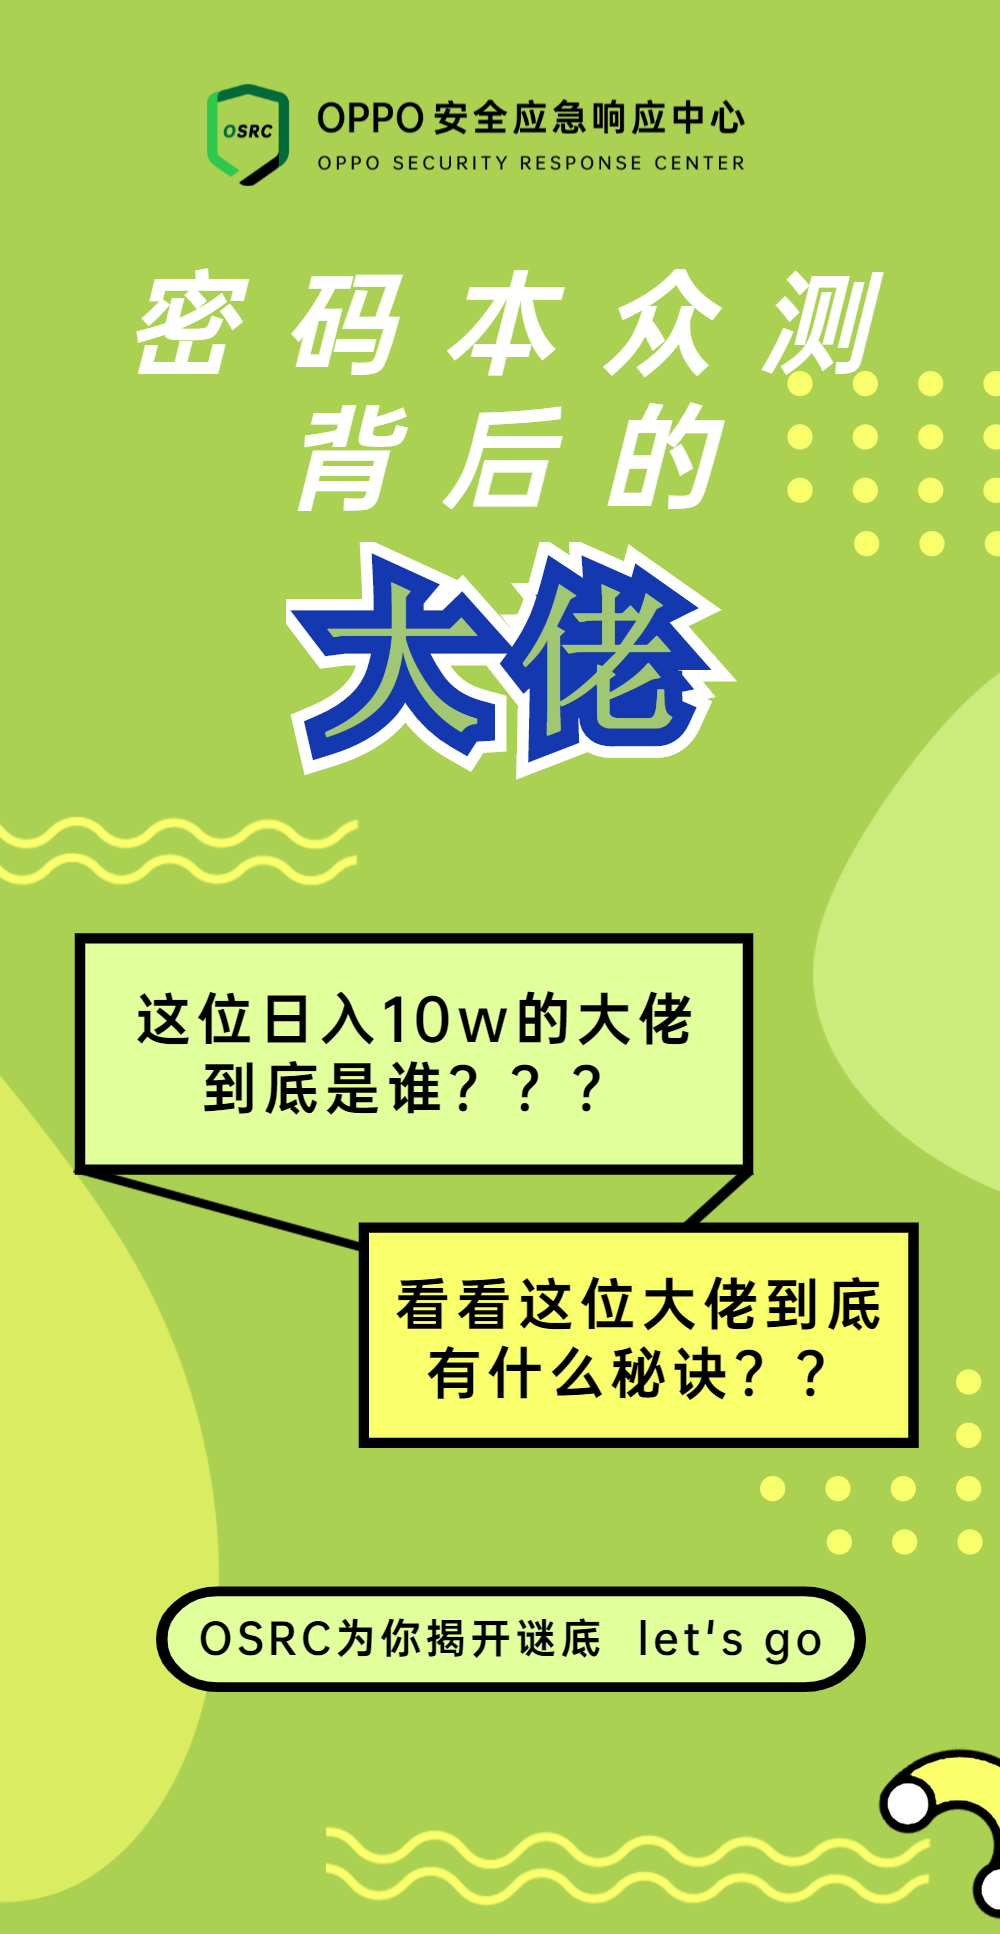 OSRC
OPPO安全应急响应中心
OPPO SECURITY RESPONSE CENTER
密码本众测
背后的
大佬
这位日入10w的大佬
到底是谁？？？
看看这位大佬到底
有什么秘诀？？
OSRC为你揭开谜底 let's go